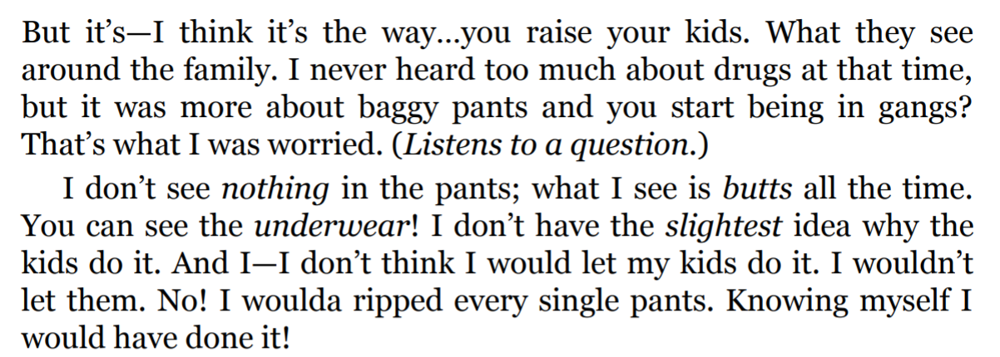 But it’s—I think it’s the way...you raise your kids. What they see
around the family. I never heard too much about drugs at that time,
but it was more about baggy pants and you start being in gangs?
That’s what I was worried. (Listens to a question.)
I don’t see nothing in the pants; what I see is butts all the time.
You can see the underwear! I don’t have the slightest idea why the
kids do it. And I—I don’t think I would let my kids do it. I wouldn’t
let them. No! I woulda ripped every single pants. Knowing myself I
would have done it!